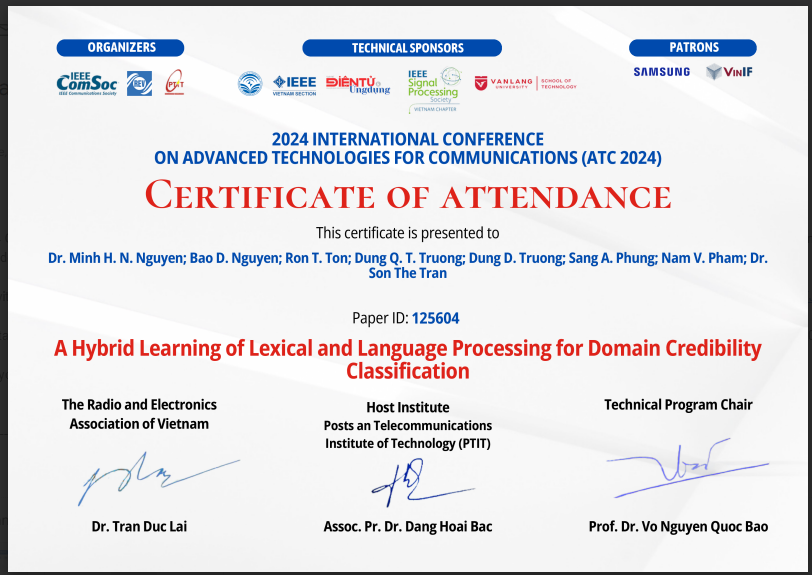 ORGANIZERS
TECHNICAL SPONSORS
PATRONS
IEEE
ComSoc
IEEE Communications Society
REV
PTIT
IEEE
VIETNAM SECTION
ĐIỆN TỬ
Ungdung
IEEE
Signal
Processing
Society
VIETNAM CHAPTER
VANLANG
UNIVERSITY
SCHOOL OF
TECHNOLOGY
SAMSUNG
VINIF
2024 INTERNATIONAL CONFERENCE
ON ADVANCED TECHNOLOGIES FOR COMMUNICATIONS (ATC 2024)
CERTIFICATE OF ATTENDANCE
This certificate is presented to
Dr. Minh H. N. Nguyen; Bao D. Nguyen; Ron T. Ton; Dung Q. T. Truong; Dung D. Truong; Sang A. Phung; Nam V. Pham; Dr.
Son The Tran
Paper ID: 125604
A Hybrid Learning of Lexical and Language Processing for Domain Credibility
Classification
The Radio and Electronics
Association of Vietnam
Host Institute
Posts an Telecommunications
Institute of Technology (PTIT)
Technical Program Chair
Dr. Tran Duc Lai
Assoc. Pr. Dr. Dang Hoai Bac
Prof. Dr. Vo Nguyen Quoc Bao